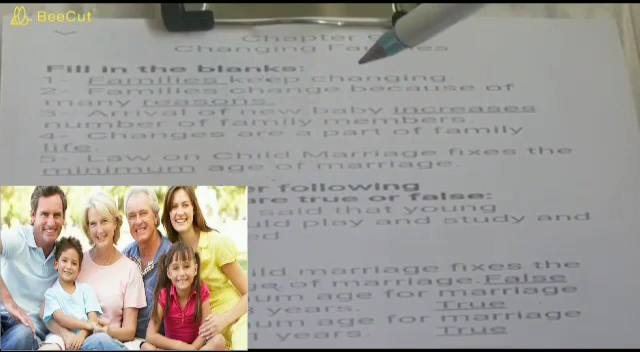 BeeCut
Chapter
Changing Families
Fill in the blanks:
1- Families keep changing.
2- Families change because of
many reasons.
3- Arrival of new baby increases
number of family members.
4- Changes are a part of family
life.
5- Law on Child Marriage fixes the
minimum age of marriage.
following
are true or false:
said that young
play and study and
marriage fixes the
of marriage. False
age for marriage
years. True
age for marriage
years. True